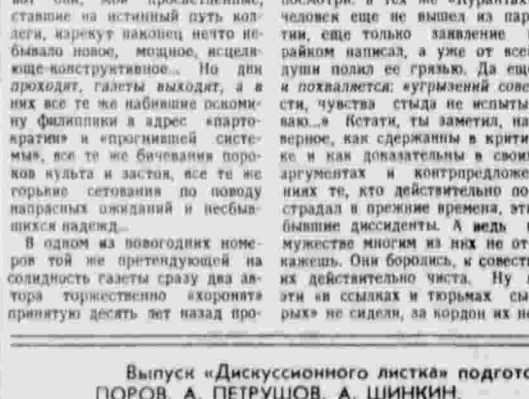 вот они, мои просветленные,
ставшие на истинный путь кол-
леги, изрекут наконец нечто не-
бывало новое, мощное, исцеля-
юще-конструктивное... Но дни
проходят, газеты выходят, а в
них все те же набившие оскоми-
ну филиппики в адрес «парто-
кратии» и «прогнившей систе-
мы», все те же бичевания поро-
ков культа и застоя, все те же
горькие сетования по поводу
напрасных ожиданий и несбыв-
шихся надежд...
В одном из новогодних номе-
ров той же претендующей на
солидность газеты сразу два ав-
тора торжественно «хоронят»
принятую десять лет назад про-
посмотри: в тех же «Курантах»
человек еще не вышел из пар
тии, еще только заявление
райком написал, а уже от все
души полил ее грязью. Да ещ
и похваляется: «угрызений сове
сти, чувства стыда не испыты
ваю...» Кстати, ты заметил, на
верное, как сдержанны в крити
ке и как доказательны в свои
аргументах и контрпредложе
ниях те, кто действительно по
страдал в прежние времена, эти
бывшие диссиденты. А ведь
мужестве многим из них не от
кажешь. Они боролись, и совест
их действительно чиста. Ну
эти «в ссылках и тюрьмах сы
рых» не сидели, за кордон их не
Выпуск «Дискуссионного листка» подгото
ПОРОВ, А. ПЕТРУШОВ, А. ШИНКИН.